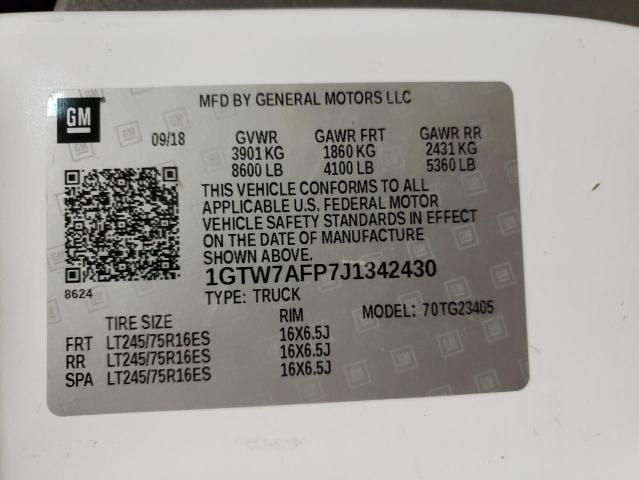 GM
MFD BY GENERAL MOTORS LLC
09/18 GVWR GAWR FRT GAWR RR
3901 KG 1860 KG 2431 KG
8600 LB 4100 LB 5360 LB
THIS VEHICLE CONFORMS TO ALL
APPLICABLE U.S. FEDERAL MOTOR
VEHICLE SAFETY STANDARDS IN EFFECT
ON THE DATE OF MANUFACTURE
SHOWN ABOVE.
8624 1GTW7AFP7J1342430
TYPE: TRUCK
MODEL: 70TG23405
TIRE SIZE RIM
FRT LT245/75R16ES 16X6.5J
RR LT245/75R16ES 16X6.5J
SPA LT245/75R16ES 16X6.5J